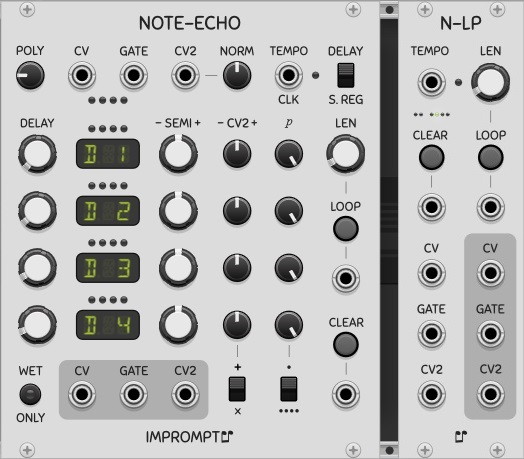 NOTE-ECHO
N-LP
POLY CV GATE CV2 NORM TEMPO DELAY
CLK S. REG
TEMPO LEN
DELAY - SEMI + - CV2 + p LEN
CLEAR LOOP
D 1
D 2
LOOP
D 3
CV CV
D 4
GATE GATE
CLEAR
WET CV GATE CV2 + •
CV2 CV2
ONLY × ••••
IMPROMPTU